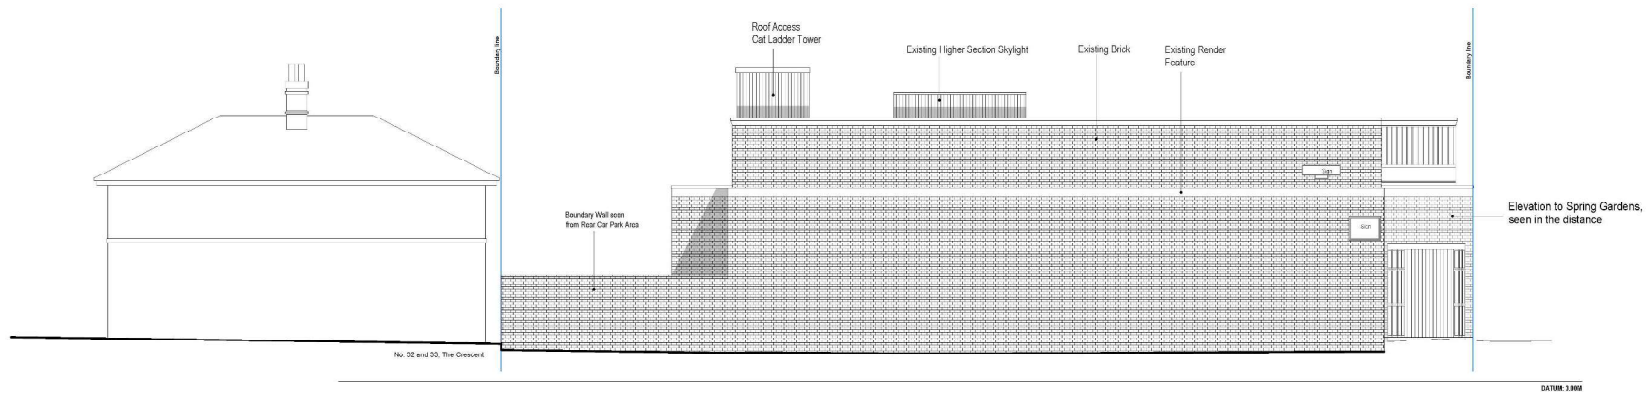 Boundary line
Roof Access
Cat Ladder Tower
Existing Higher Section Skylight
Existing Brick
Existing Render
Feature
Boundary line
Sign
Boundary Wall seen
from Rear Car Park Area
Sign
Elevation to Spring Gardens,
seen in the distance
No. 32 and 33, The Crescent
DATUM: 3.90M